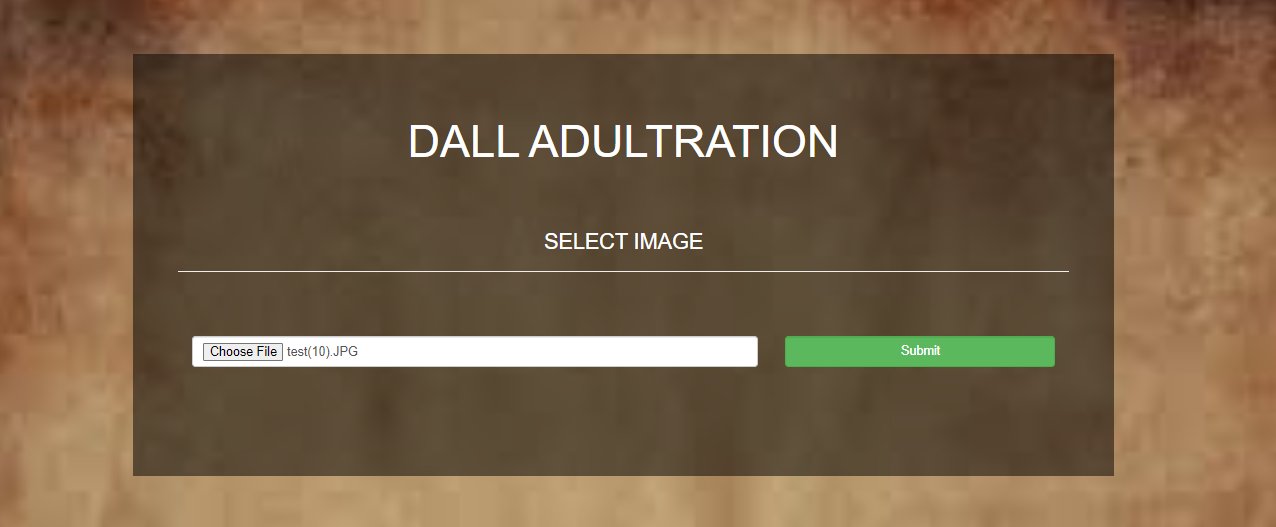 DALL ADULTRATION
SELECT IMAGE
Choose File test(10).JPG
Submit